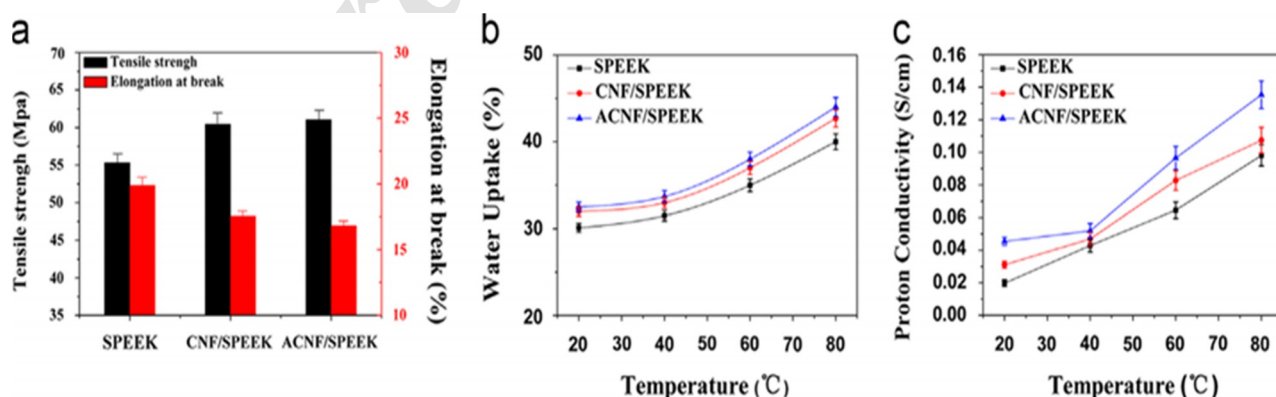 a
70
65
60
55
50
45
40
35
Tensile strengh (Mpa)
Tensile strengh
Elongation at break
30
25
20
15
10
Elongation at break (%)
SPEEK CNF/SPEEK ACNF/SPEEK
b
50
40
30
20
Water Uptake (%)
SPEEK
CNF/SPEEK
ACNF/SPEEK
20 30 40 50 60 70 80
Temperature (℃)
c
0.16
0.14
0.12
0.10
0.08
0.06
0.04
0.02
0.00
Proton Conductivity (S/cm)
SPEEK
CNF/SPEEK
ACNF/SPEEK
20 30 40 50 60 70 80
Temperature (℃)